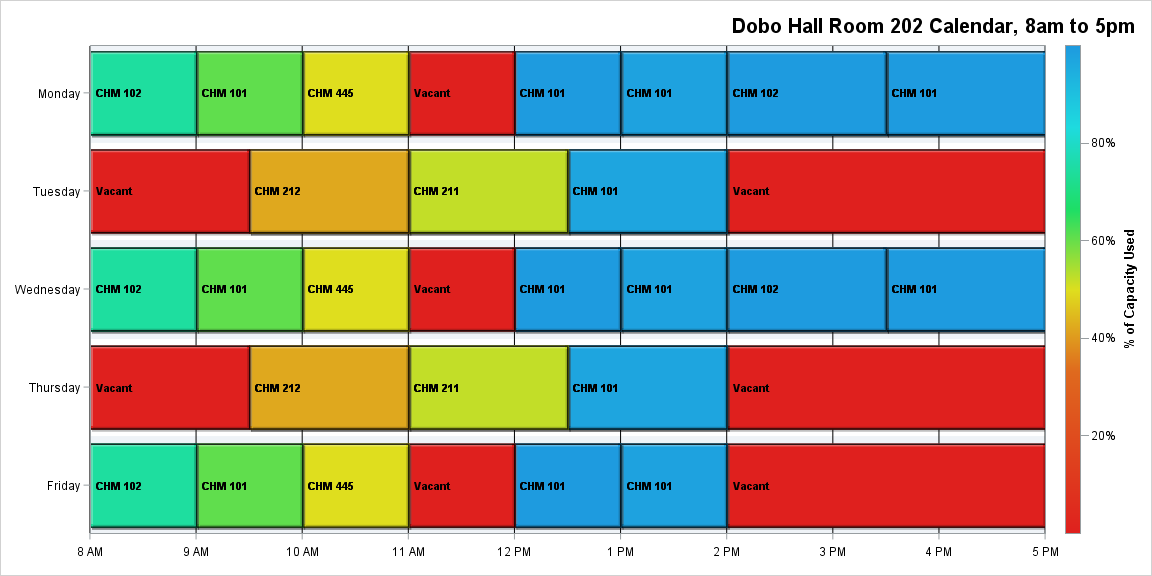 Dobo Hall Room 202 Calendar, 8am to 5pm
Monday CHM 102 CHM 101 CHM 445 Vacant CHM 101 CHM 101 CHM 102 CHM 101
Tuesday Vacant CHM 212 CHM 211 CHM 101 Vacant
Wednesday CHM 102 CHM 101 CHM 445 Vacant CHM 101 CHM 101 CHM 102 CHM 101
Thursday Vacant CHM 212 CHM 211 CHM 101 Vacant
Friday CHM 102 CHM 101 CHM 445 Vacant CHM 101 CHM 101 Vacant
8 AM 9 AM 10 AM 11 AM 12 PM 1 PM 2 PM 3 PM 4 PM 5 PM
80%
60%
40%
20%
% of Capacity Used